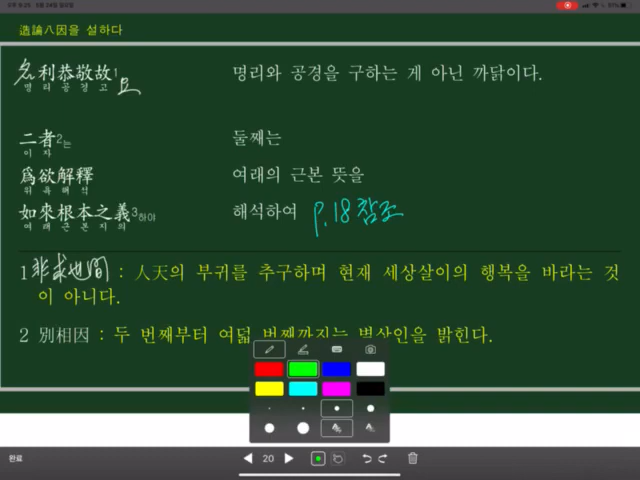 造論八因을 설하다
名利恭敬故1 명리와 공경을 구하는 게 아닌 까닭이다.
명 리 공 경 고
二者2는 둘째는
이 자
爲欲解釋 여래의 근본 뜻을
위 욕 해 석
如來根本之義3하야 해석하여 p.18 참조
여 래 근 본 지 의
1 非求世間 : 人天의 부귀를 추구하며 현재 세상살이의 행복을 바라는 것
이 아니다.
2 別相因 : 두 번째부터 여덟 번째까지는 별상인을 밝힌다.
완료 20